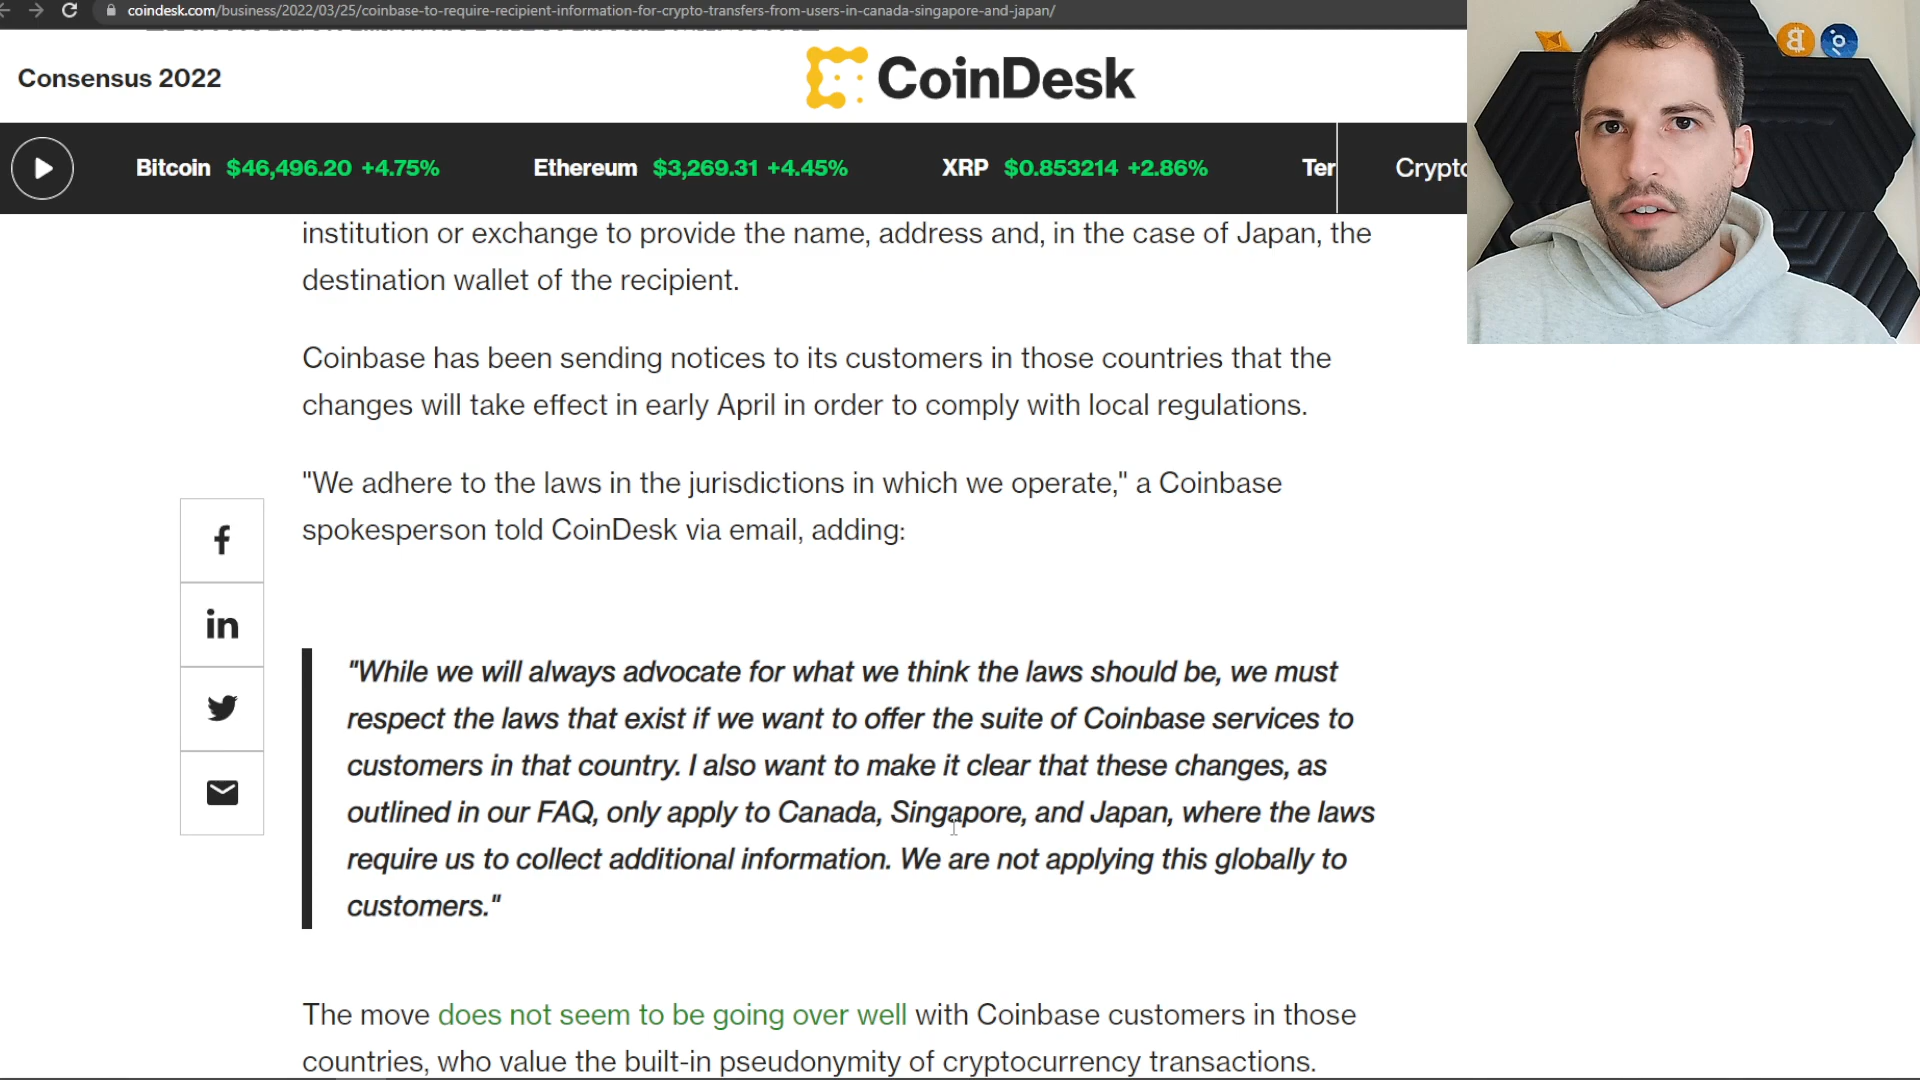 coindesk.com/business/2022/03/25/coinbase-to-require-recipient-information-for-crypto-transfers-from-users-in-canada-singapore-and-japan/
Consensus 2022
CoinDesk
Bitcoin $46,496.20 +4.75% Ethereum $3,269.31 +4.45% XRP $0.853214 +2.86% Ter Crypto
institution or exchange to provide the name, address and, in the case of Japan, the
destination wallet of the recipient.
Coinbase has been sending notices to its customers in those countries that the
changes will take effect in early April in order to comply with local regulations.
"We adhere to the laws in the jurisdictions in which we operate," a Coinbase
spokesperson told CoinDesk via email, adding:
"While we will always advocate for what we think the laws should be, we must
respect the laws that exist if we want to offer the suite of Coinbase services to
customers in that country. I also want to make it clear that these changes, as
outlined in our FAQ, only apply to Canada, Singapore, and Japan, where the laws
require us to collect additional information. We are not applying this globally to
customers."
The move does not seem to be going over well with Coinbase customers in those
countries, who value the built-in pseudonymity of cryptocurrency transactions.